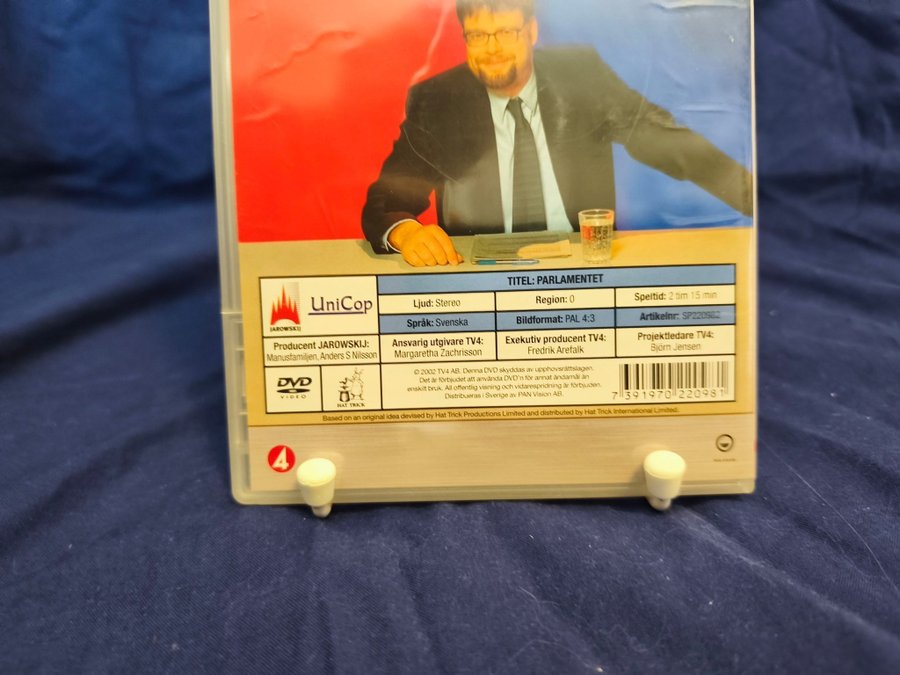 TITEL: PARLAMENTET
JAROWSKIJ
UniCop
Ljud: Stereo
Region: 0
Speltid: 2 tim 15 min
Språk: Svenska
Bildformat: PAL 4:3
Artikelnr: SP220982
Producent JAROWSKIJ:
Manusfamiljen, Anders S Nilsson
Ansvarig utgivare TV4:
Margaretha Zachrisson
Exekutiv producent TV4:
Fredrik Arefalk
Projektledare TV4:
Björn Jensen
DVD
VIDEO
HAT TRICK
© 2002 TV4 AB. Denna DVD skyddas av upphovsrättslagen.
Det är förbjudet att använda DVD'n för annat ändamål än
enskilt bruk. All offentlig visning och vidarespridning är förbjuden.
Distribueras i Sverige av PAN Vision AB.
7 391970 220981
Based on an original idea devised by Hat Trick Productions Limited and distributed by Hat Trick International Limited.
4